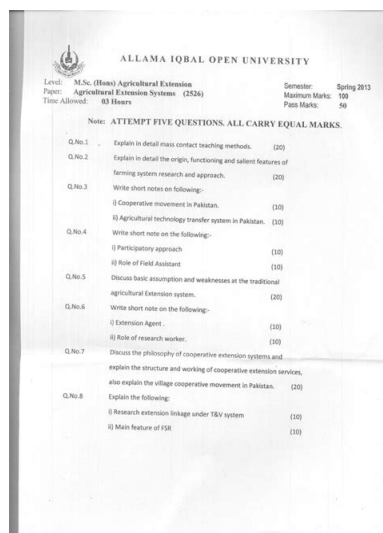 ALLAMA IQBAL OPEN UNIVERSITY
Level: M.Sc. (Hons) Agricultural Extension Semester: Spring 2013
Paper: Agricultural Extension Systems (2526) Maximum Marks: 100
Time Allowed: 03 Hours Pass Marks: 50
Note: ATTEMPT FIVE QUESTIONS. ALL CARRY EQUAL MARKS.
Q.No.1 Explain in detail mass contact teaching methods. (20)
Q.No.2 Explain in detail the origin, functioning and salient features of
farming system research and approach. (20)
Q.No.3 Write short notes on following:-
i) Cooperative movement in Pakistan. (10)
ii) Agricultural technology transfer system in Pakistan. (10)
Q.No.4 Write short note on the following:-
i) Participatory approach (10)
ii) Role of Field Assistant (10)
Q.No.5 Discuss basic assumption and weaknesses at the traditional
agricultural Extension system. (20)
Q.No.6 Write short note on the following:-
i) Extension Agent . (10)
ii) Role of research worker. (10)
Q.No.7 Discuss the philosophy of cooperative extension systems and
explain the structure and working of cooperative extension services,
also explain the village cooperative movement in Pakistan. (20)
Q.No.8 Explain the following:
i) Research extension linkage under T&V system (10)
ii) Main feature of FSR (10)